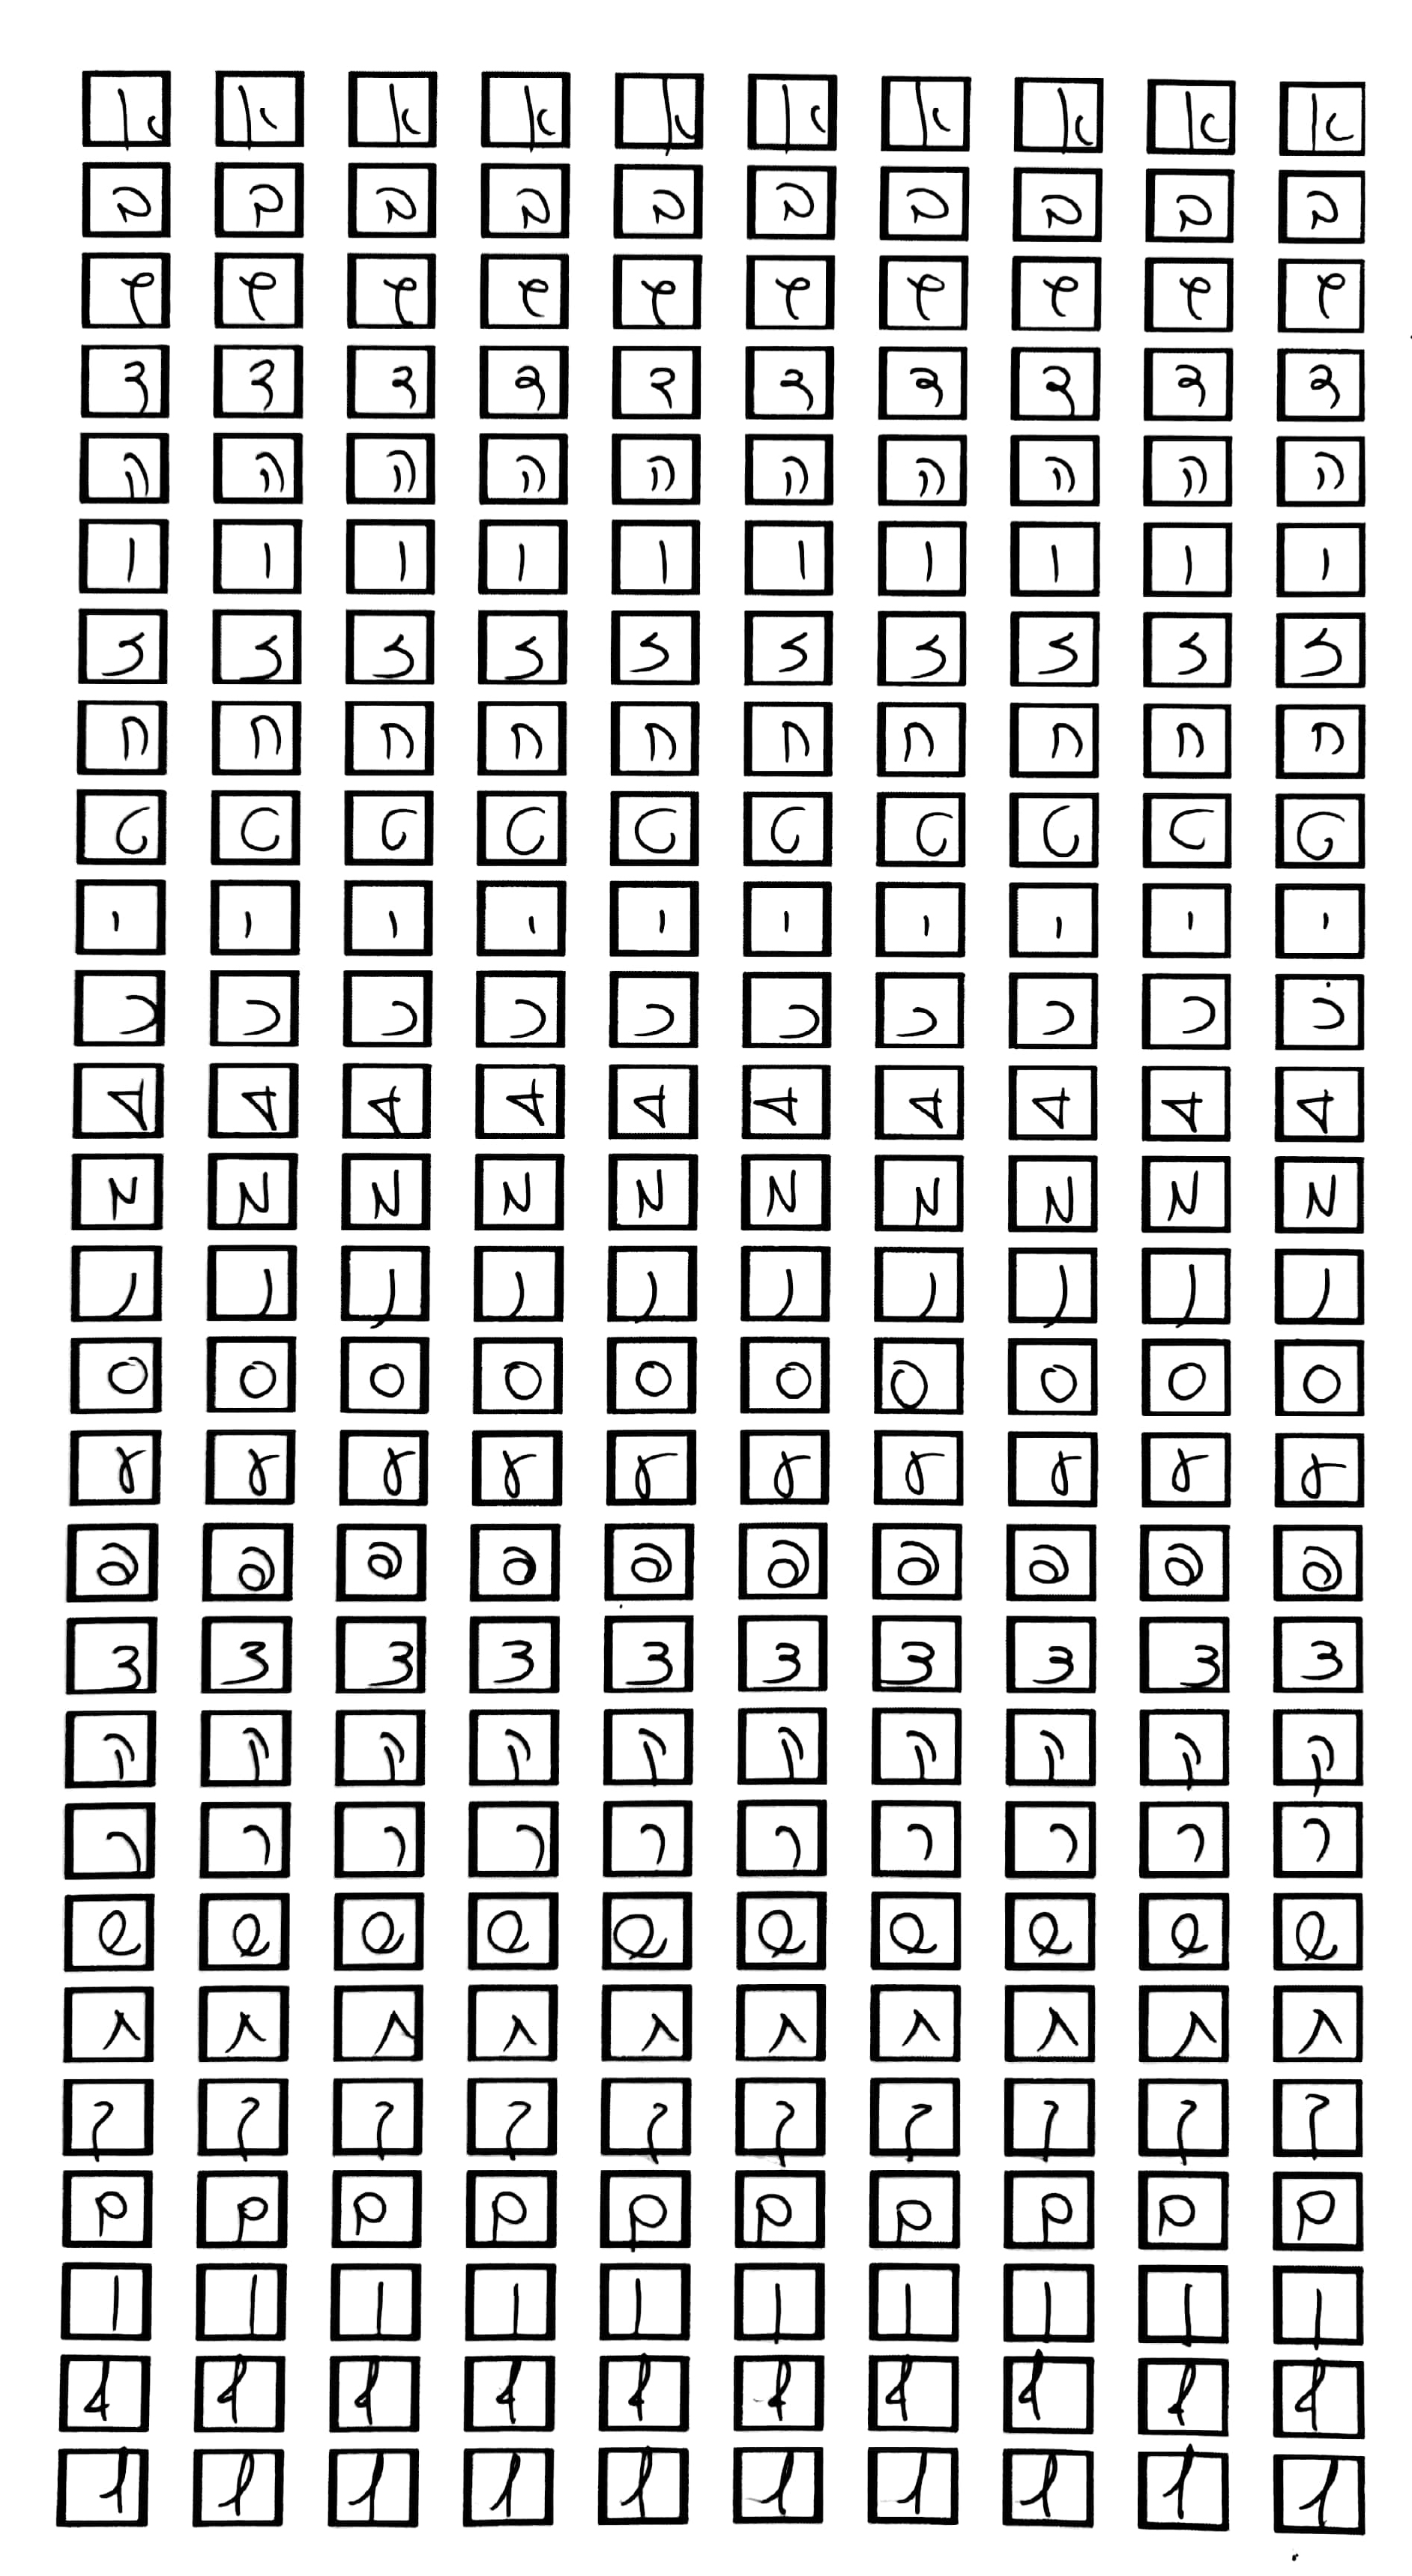 א א א א א א א א א א
ב ב ב ב ב ב ב ב ב ב
ג ג ג ג ג ג ג ג ג ג
ד ד ד ד ד ד ד ד ד ד
ה ה ה ה ה ה ה ה ה ה
ו ו ו ו ו ו ו ו ו ו
ז ז ז ז ז ז ז ז ז ז
ח ח ח ח ח ח ח ח ח ח
ט ט ט ט ט ט ט ט ט ט
י י י י י י י י י י
כ כ כ כ כ כ כ כ כ כ
ל ל ל ל ל ל ל ל ל ל
מ מ מ מ מ מ מ מ מ מ
נ נ נ נ נ נ נ נ נ נ
ס ס ס ס ס ס ס ס ס ס
ע ע ע ע ע ע ע ע ע ע
פ פ פ פ פ פ פ פ פ פ
צ צ צ צ צ צ צ צ צ צ
ק ק ק ק ק ק ק ק ק ק
ר ר ר ר ר ר ר ר ר ר
ש ש ש ש ש ש ש ש ש ש
ת ת ת ת ת ת ת ת ת ת
ך ך ך ך ך ך ך ך ך ך
ם ם ם ם ם ם ם ם ם ם
ן ן ן ן ן ן ן ן ן ן
ף ף ף ף ף ף ף ף ף ף
ץ ץ ץ ץ ץ ץ ץ ץ ץ ץ